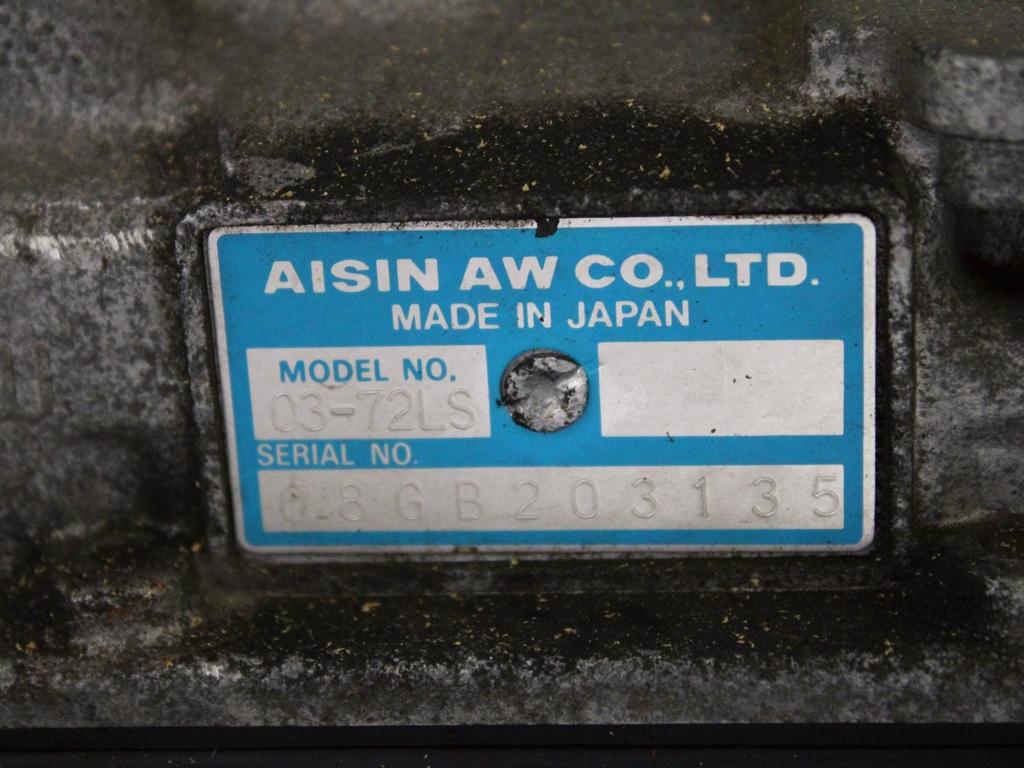 AISIN AW CO., LTD.
MADE IN JAPAN
MODEL NO.
03-72LS
SERIAL NO.
08GB203135